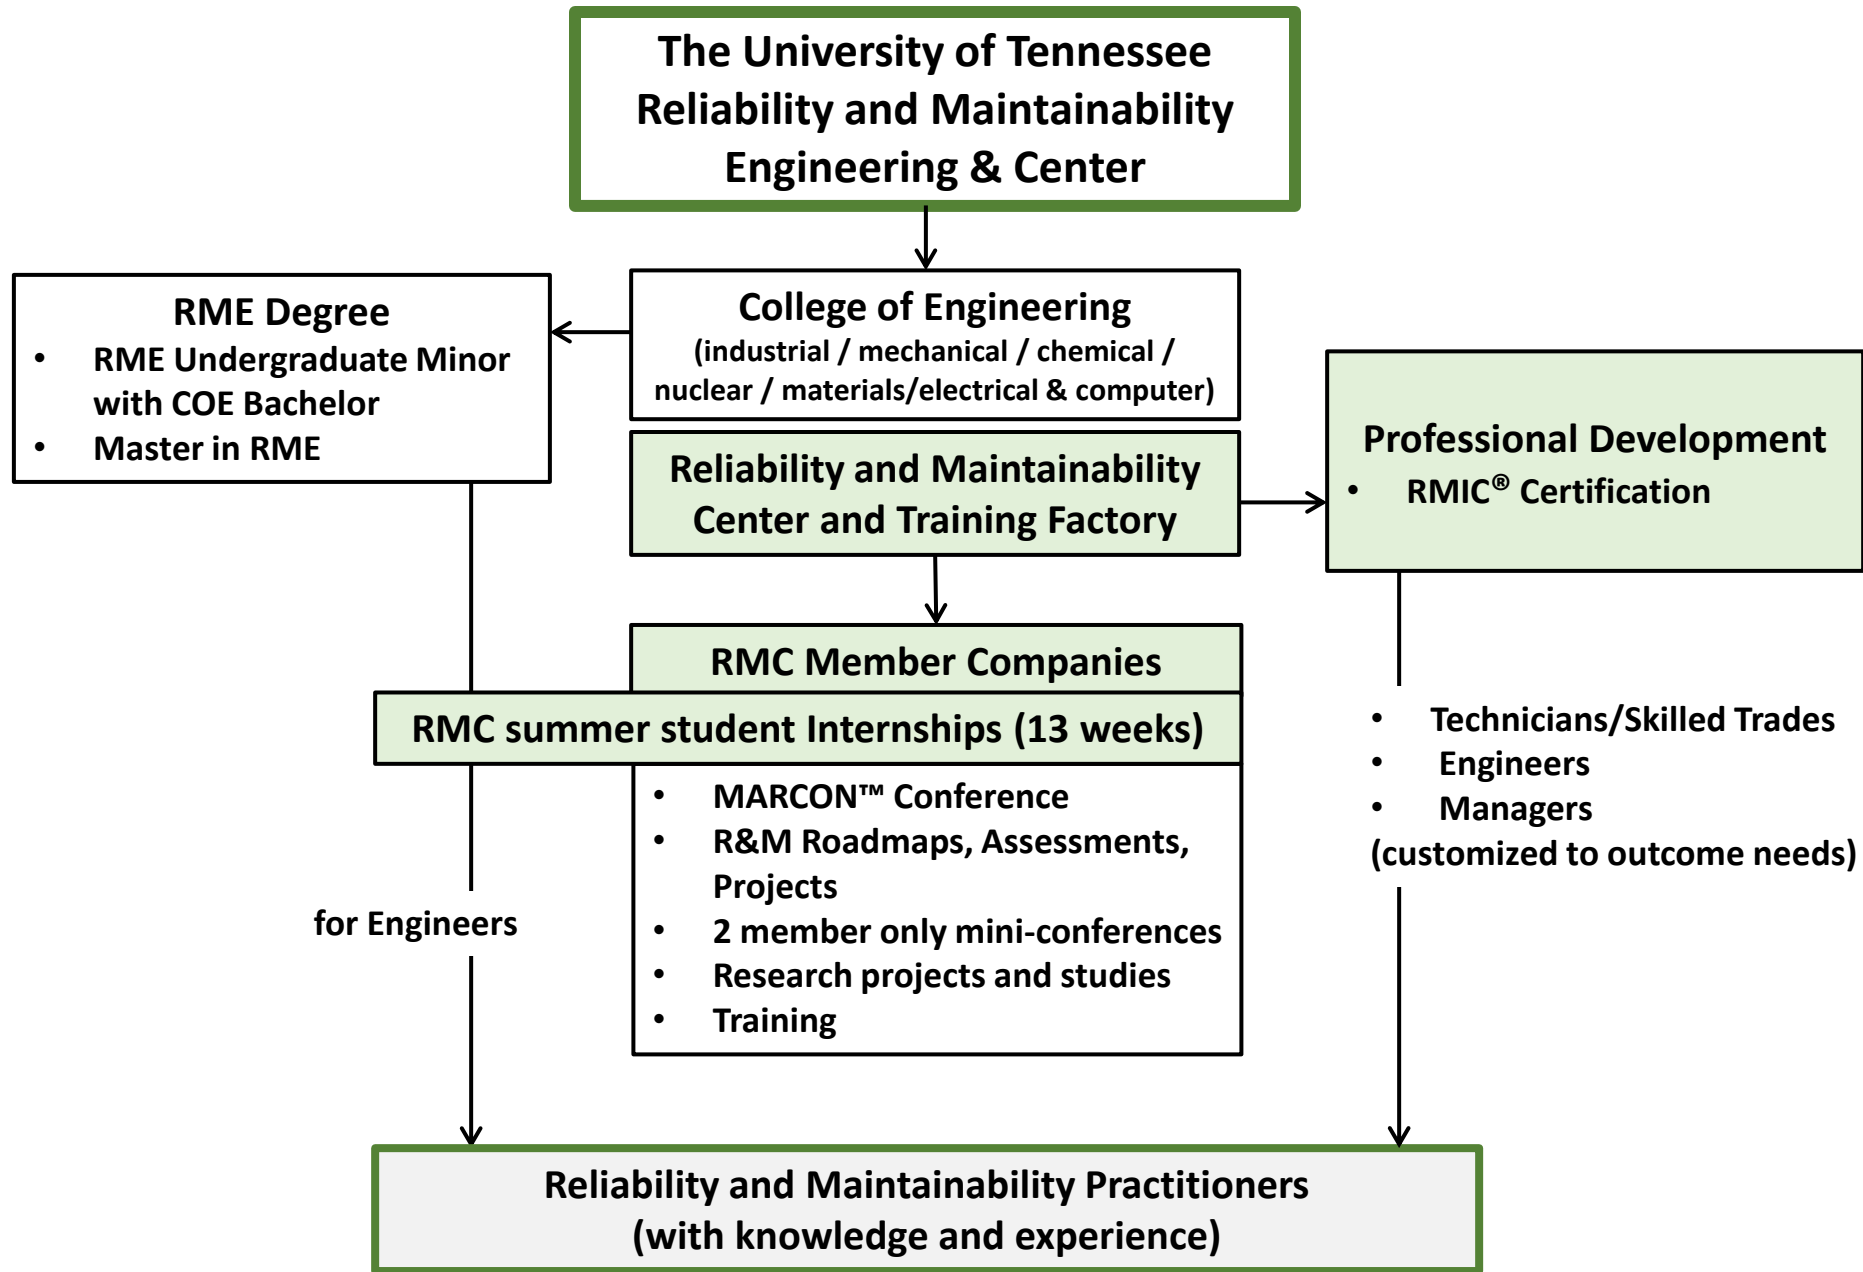 The University of Tennessee
Reliability and Maintainability
Engineering & Center
College of Engineering
(industrial / mechanical / chemical /
nuclear / materials/electrical & computer)
RME Degree
• RME Undergraduate Minor
with COE Bachelor
• Master in RME
Reliability and Maintainability
Center and Training Factory
Professional Development
• RMIC® Certification
RMC Member Companies
RMC summer student Internships (13 weeks)
• MARCON™ Conference
• R&M Roadmaps, Assessments,
Projects
• 2 member only mini-conferences
• Research projects and studies
• Training
for Engineers
• Technicians/Skilled Trades
• Engineers
• Managers
(customized to outcome needs)
Reliability and Maintainability Practitioners
(with knowledge and experience)